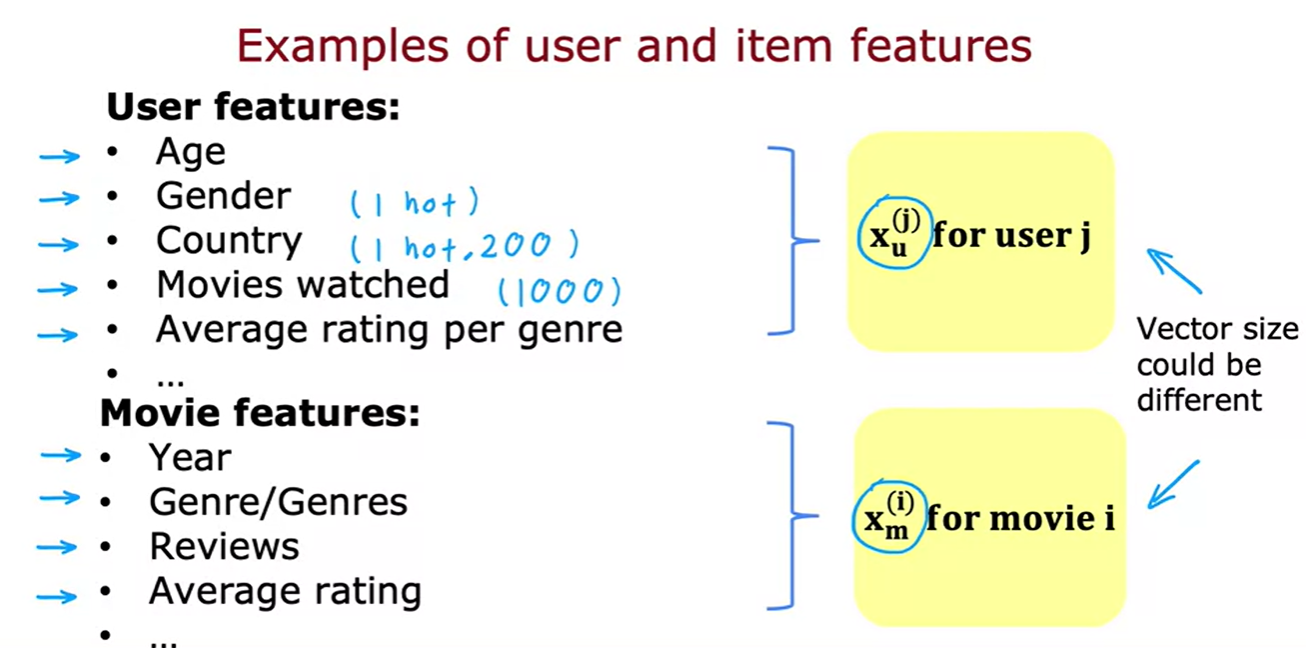 Examples of user and item features
User features:
• Age
• Gender (1 hot)
• Country (1 hot, 200)
• Movies watched (1000)
• Average rating per genre
• ...
x_u^(j) for user j
Vector size
could be
different
Movie features:
• Year
• Genre/Genres
• Reviews
• Average rating
• ...
x_m^(i) for movie i